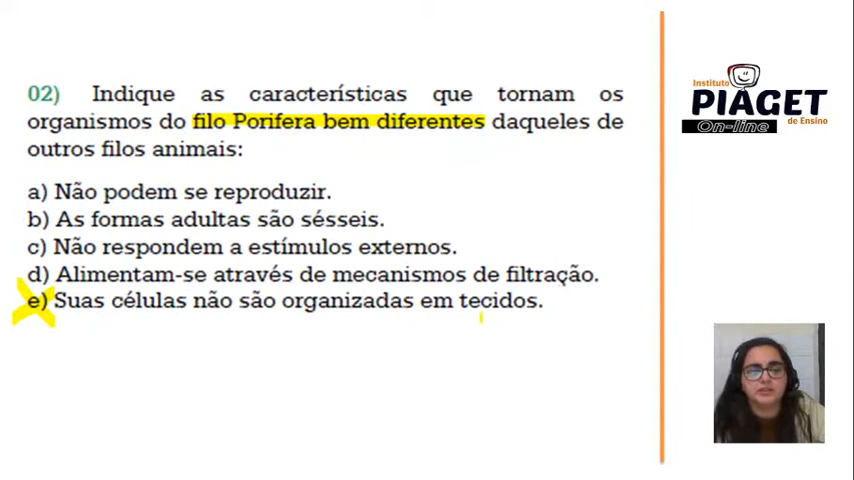 02) Indique as características que tornam os
organismos do filo Porifera bem diferentes daqueles de
outros filos animais:
a) Não podem se reproduzir.
b) As formas adultas são sésseis.
c) Não respondem a estímulos externos.
d) Alimentam-se através de mecanismos de filtração.
e) Suas células não são organizadas em tecidos.
Instituto
PIAGET
On-line de Ensino